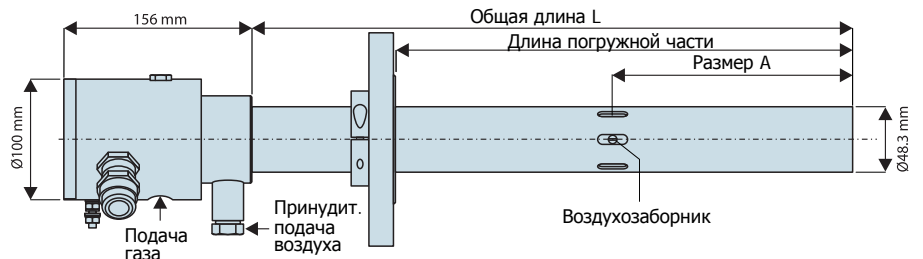 156 mm
Общая длина L
Длина погружной части
Размер А
Ø100 mm
Ø48.3 mm
Подача
газа
Принудит.
подача
воздуха
Воздухозаборник